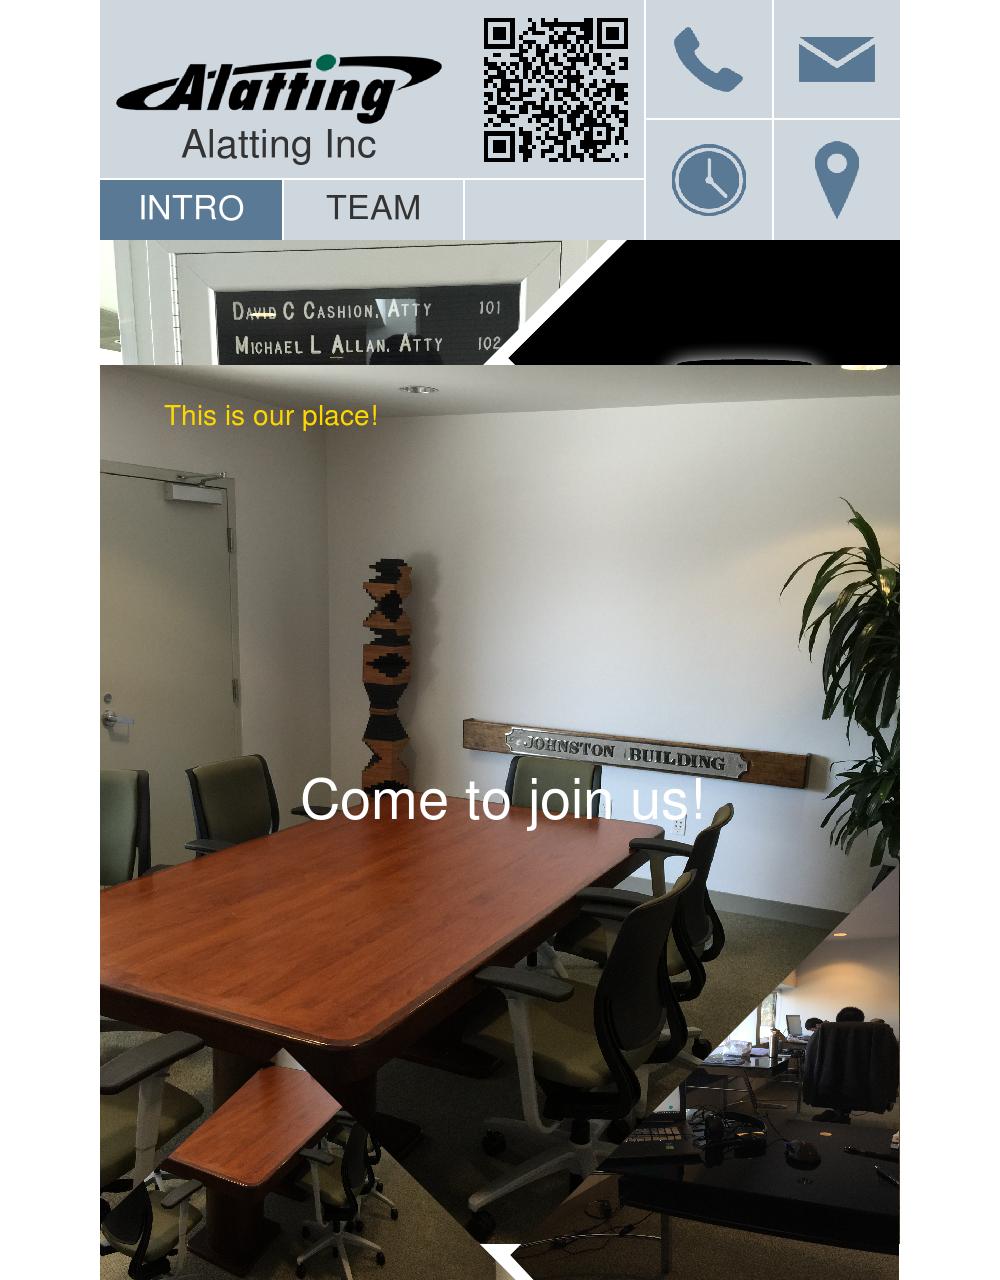 Alatting
Alatting Inc
INTRO
TEAM
DAVID C CASHION, ATTY 101
MICHAEL L ALLAN, ATTY 102
This is our place!
JOHNSTON BUILDING
Come to join us!